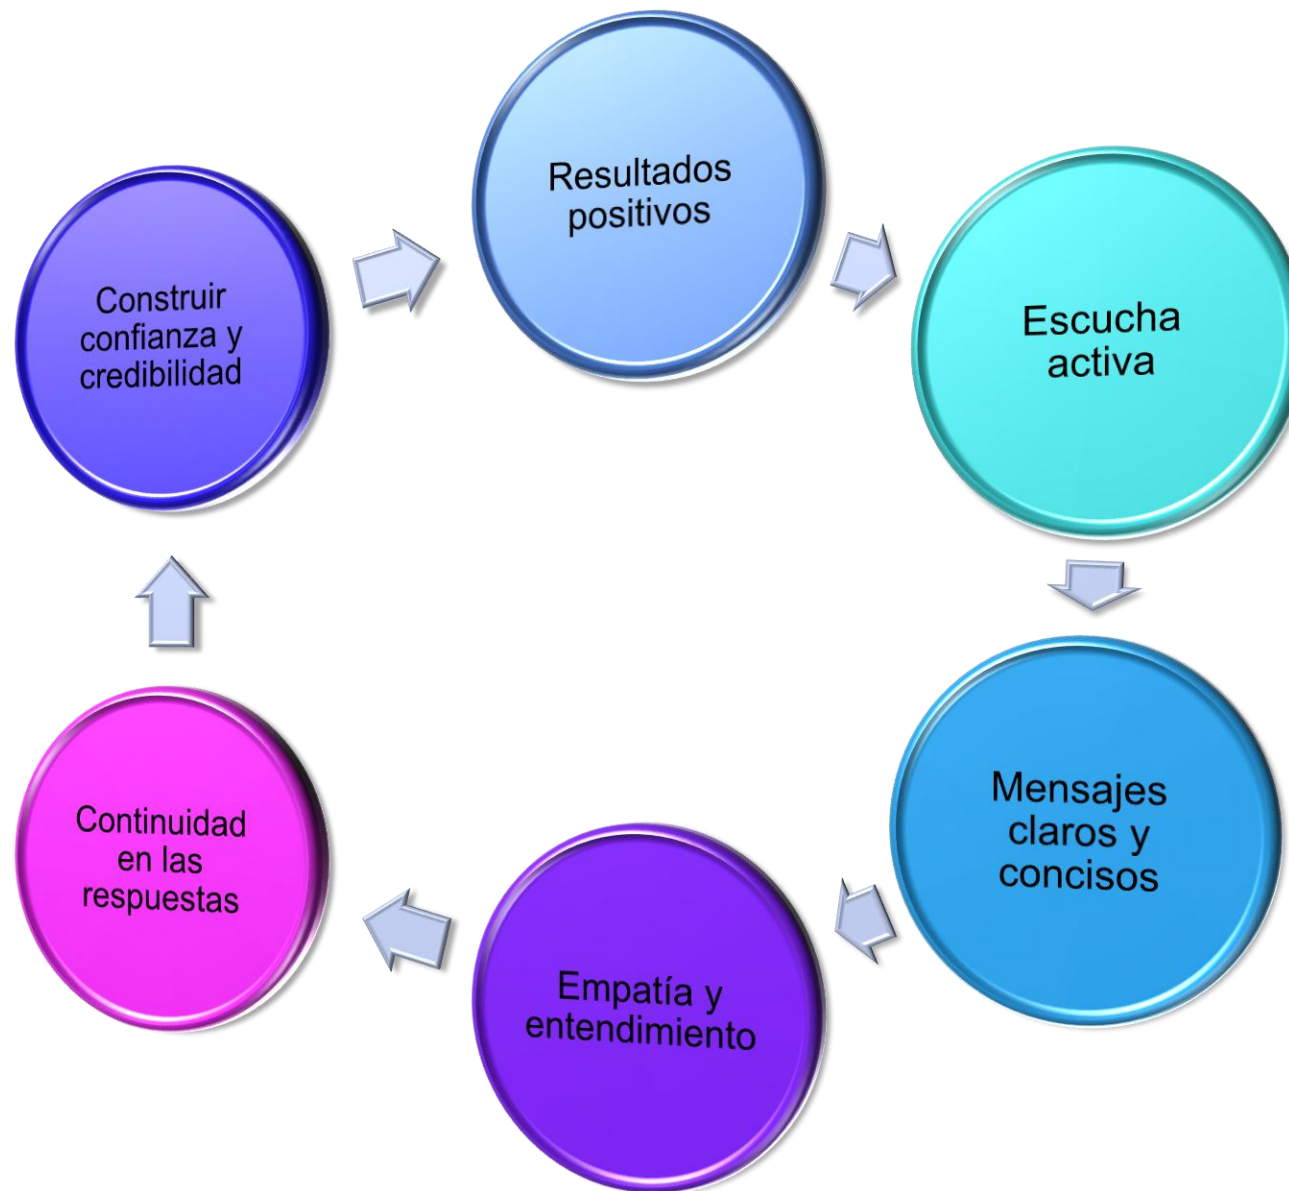 Resultados
positivos
Escucha
activa
Mensajes
claros y
concisos
Empatía y
entendimiento
Continuidad
en las
respuestas
Construir
confianza y
credibilidad